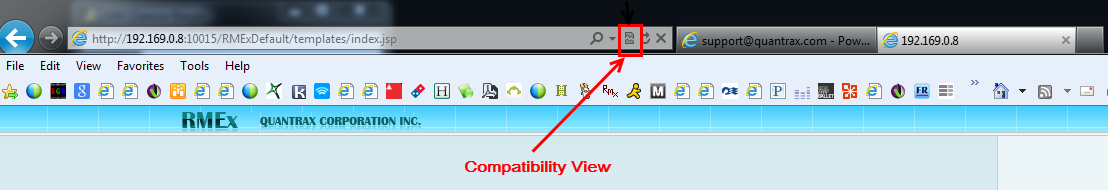 http://192.169.0.8:10015/RMExDefault/templates/index.jsp
support@quantrax.com - Pow...
192.169.0.8
File Edit View Favorites Tools Help
RMEx QUANTRAX CORPORATION INC.
Compatibility View